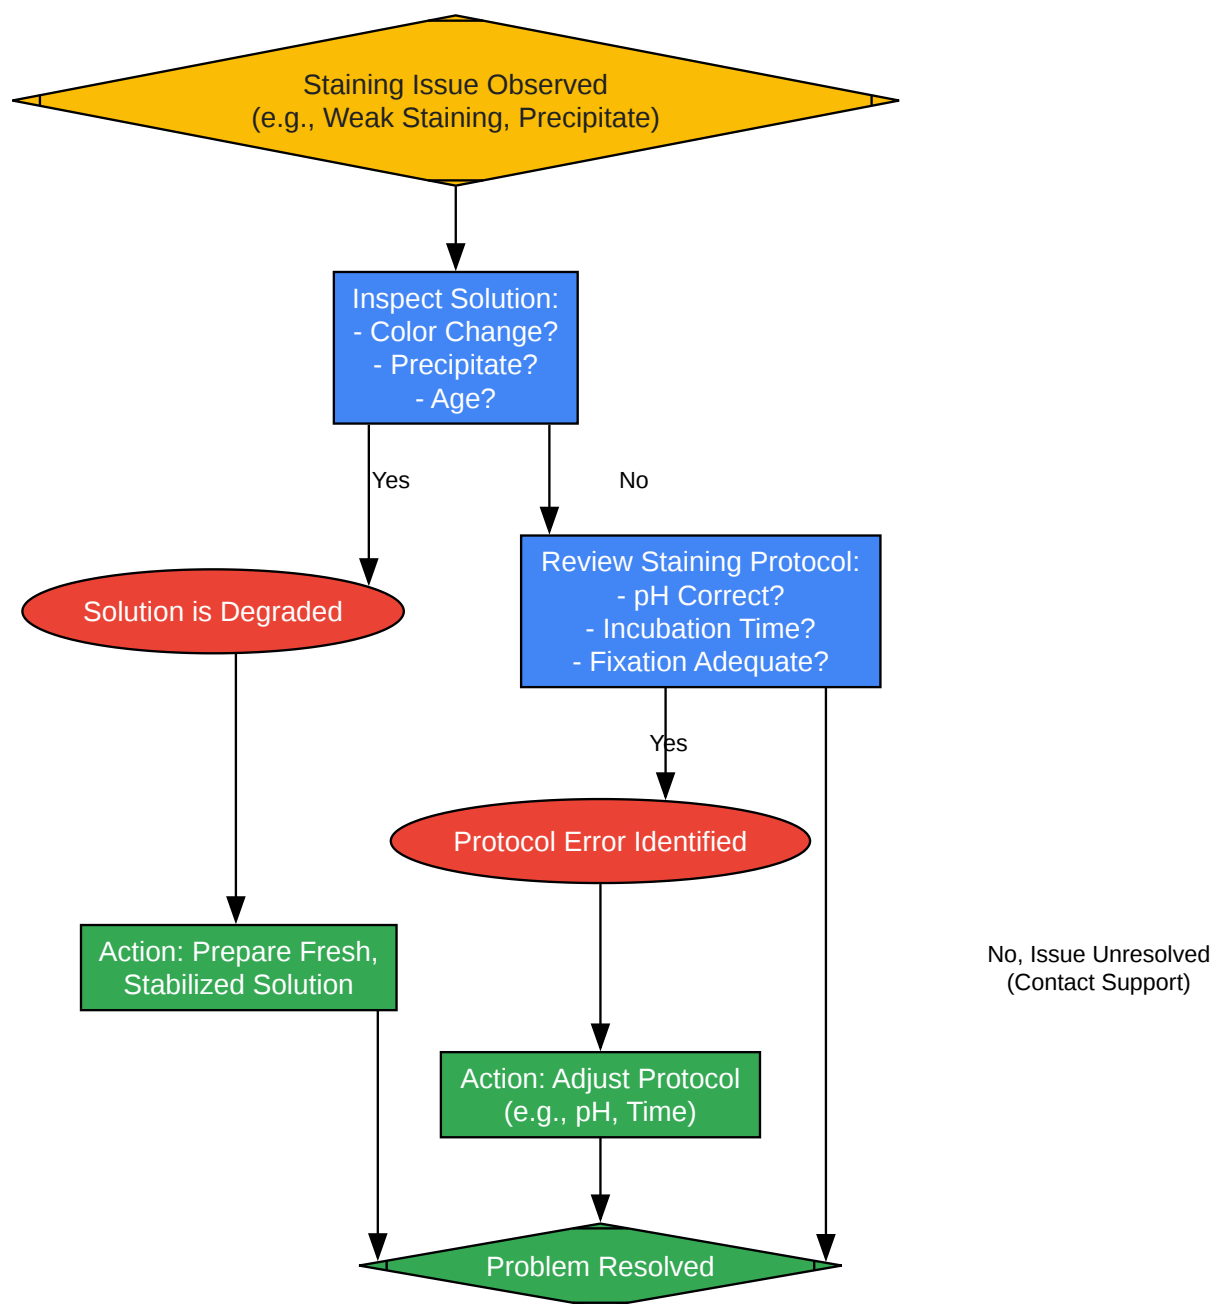 Staining Issue Observed
(e.g., Weak Staining, Precipitate)
Inspect Solution:
- Color Change?
- Precipitate?
- Age?
Yes
No
Review Staining Protocol:
- pH Correct?
- Incubation Time?
- Fixation Adequate?
Solution is Degraded
Yes
Protocol Error Identified
Action: Prepare Fresh,
Stabilized Solution
No, Issue Unresolved
(Contact Support)
Action: Adjust Protocol
(e.g., pH, Time)
Problem Resolved